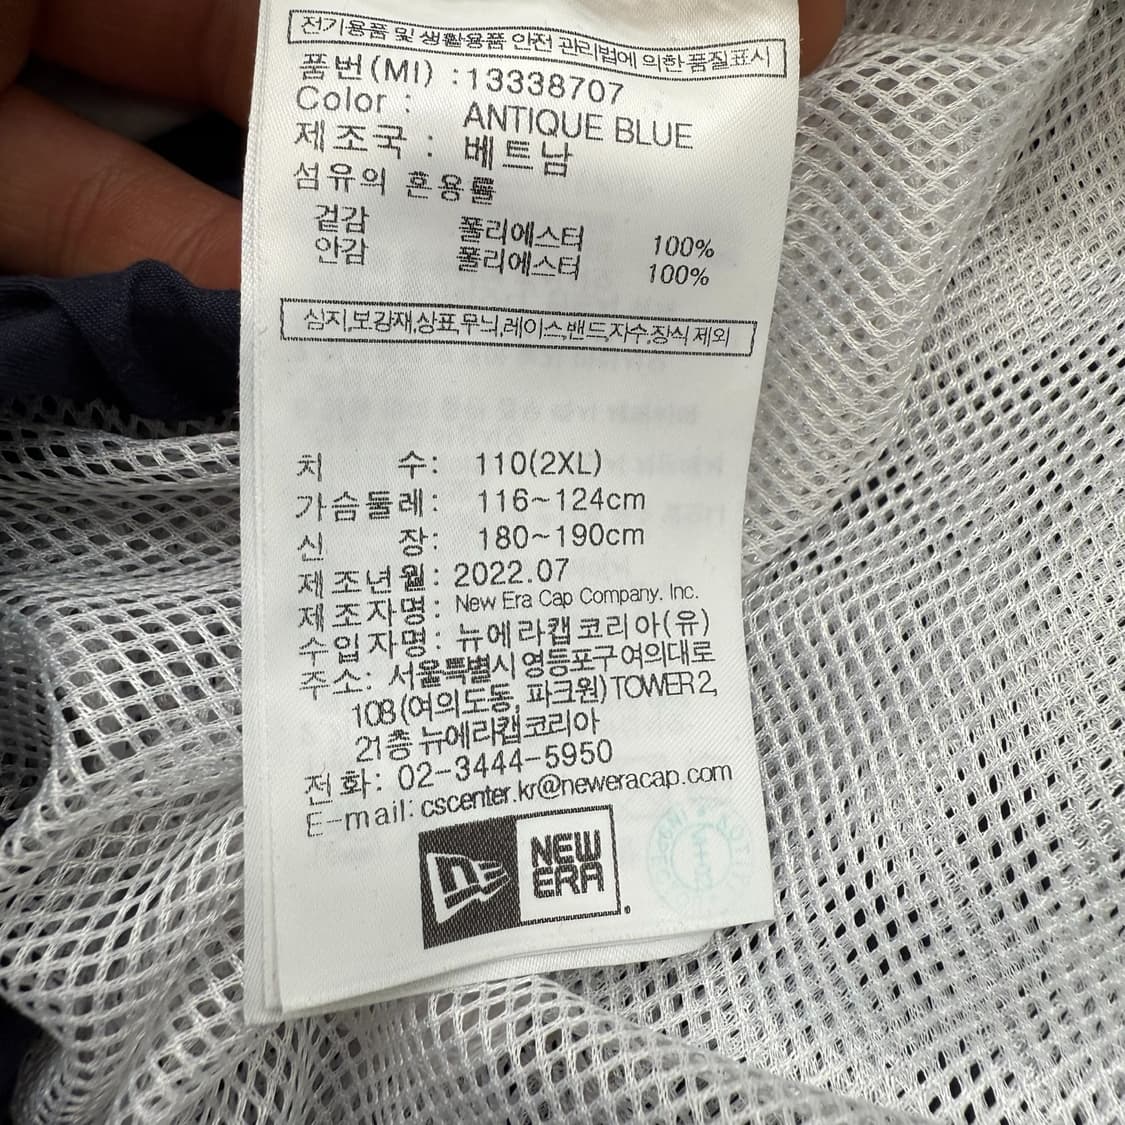 전기용품 및 생활용품 안전 관리법에 의한 품질표시
품번(MI) : 13338707
Color : ANTIQUE BLUE
제조국 : 베트남
섬유의 혼용률
겉감 폴리에스터 100%
안감 폴리에스터 100%
심지,보강재,상표,무늬,레이스,밴드,자수,장식 제외
치 수: 110(2XL)
가슴둘레: 116~124cm
신 장: 180~190cm
제조년월: 2022.07
제조자명: New Era Cap Company. Inc.
수입자명: 뉴에라캡코리아(유)
주소: 서울특별시 영등포구 여의대로
108(여의도동, 파크원) TOWER 2,
21층 뉴에라캡코리아
전화: 02-3444-5950
E-mail: cscenter.kr@neweracap.com
NEW
ERA